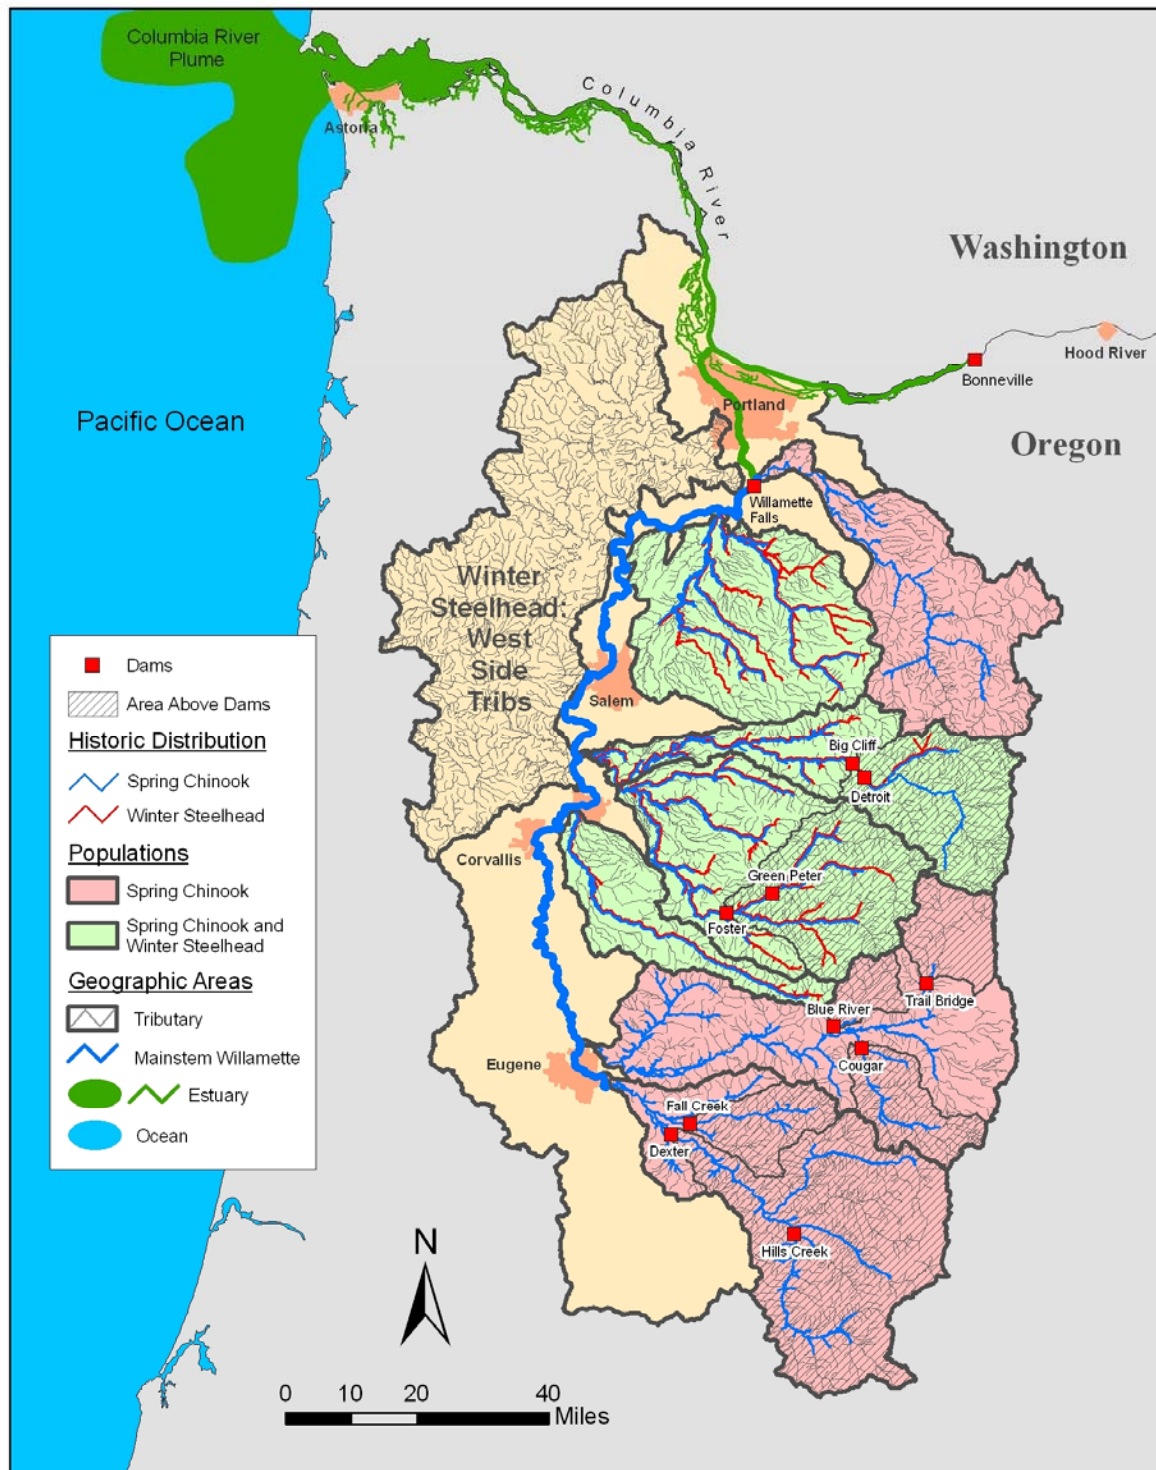 Columbia River
Plume
Astoria
Columbia River
Washington
Hood River
Bonneville
Portland
Oregon
Pacific Ocean
Willamette
Falls
Winter
Steelhead:
West
Side
Tribs
Salem
Big Cliff
Detroit
Corvallis
Green Peter
Foster
Trail Bridge
Blue River
Cougar
Eugene
Fall Creek
Dexter
Hills Creek
Dams
Area Above Dams
Historic Distribution
Spring Chinook
Winter Steelhead
Populations
Spring Chinook
Spring Chinook and
Winter Steelhead
Geographic Areas
Tributary
Mainstem Willamette
Estuary
Ocean
N
0 10 20 40
Miles